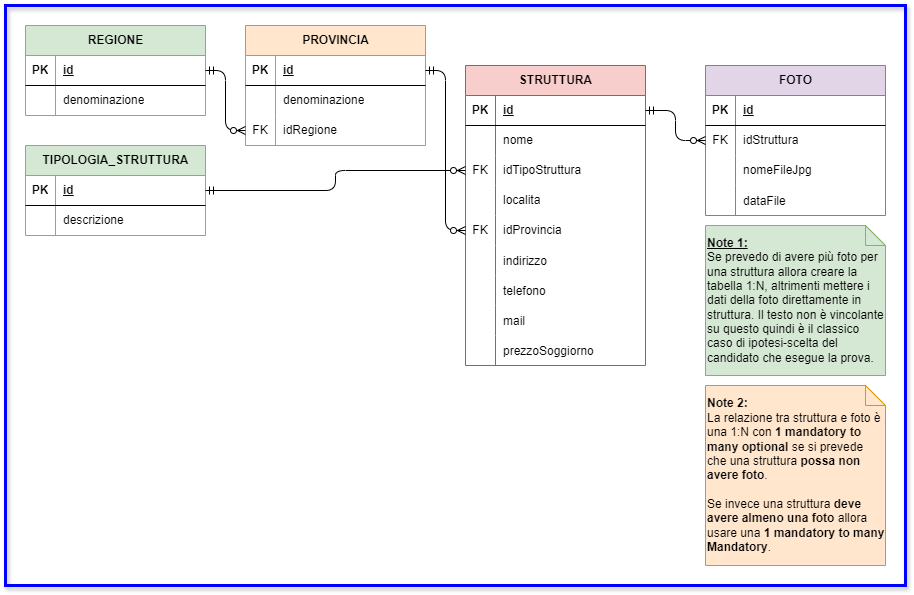 REGIONE
PK id
denominazione
PROVINCIA
PK id
denominazione
FK idRegione
TIPOLOGIA_STRUTTURA
PK id
descrizione
STRUTTURA
PK id
nome
FK idTipoStruttura
localita
FK idProvincia
indirizzo
telefono
mail
prezzoSoggiorno
FOTO
PK id
FK idStruttura
nomeFileJpg
dataFile
Note 1:
Se prevedo di avere più foto per
una struttura allora creare la
tabella 1:N, altrimenti mettere i
dati della foto direttamente in
struttura. Il testo non è vincolante
su questo quindi è il classico
caso di ipotesi-scelta del
candidato che esegue la prova.
Note 2:
La relazione tra struttura e foto è
una 1:N con 1 mandatory to
many optional se si prevede
che una struttura possa non
avere foto.
Se invece una struttura deve
avere almeno una foto allora
usare una 1 mandatory to many
Mandatory.